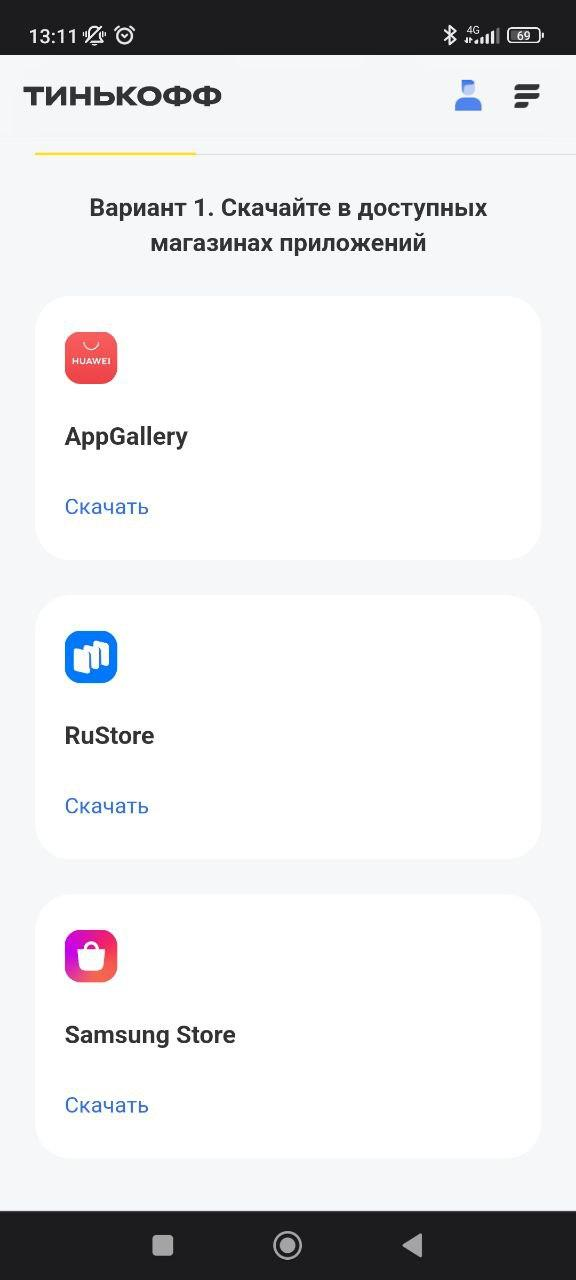 13:11
4G
69
ТИНЬКОФФ
Вариант 1. Скачайте в доступных
магазинах приложений
HUAWEI
AppGallery
Скачать
RuStore
Скачать
Samsung Store
Скачать